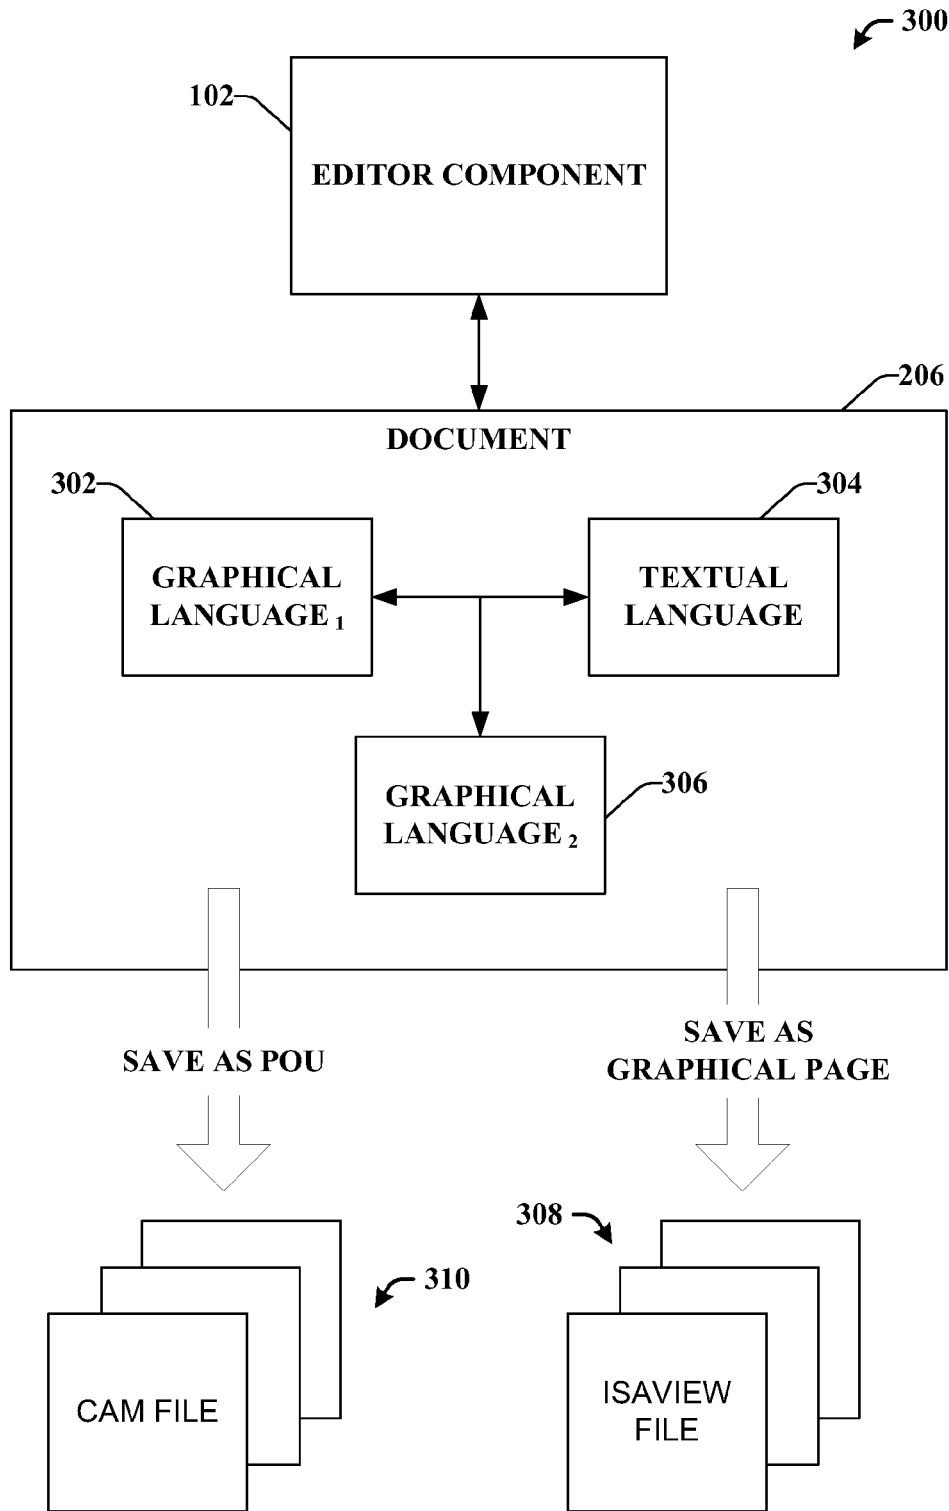 300
102
EDITOR COMPONENT
206
DOCUMENT
302
304
GRAPHICAL
LANGUAGE 1
TEXTUAL
LANGUAGE
306
GRAPHICAL
LANGUAGE 2
SAVE AS POU
SAVE AS
GRAPHICAL PAGE
308
310
CAM FILE
ISAVIEW
FILE